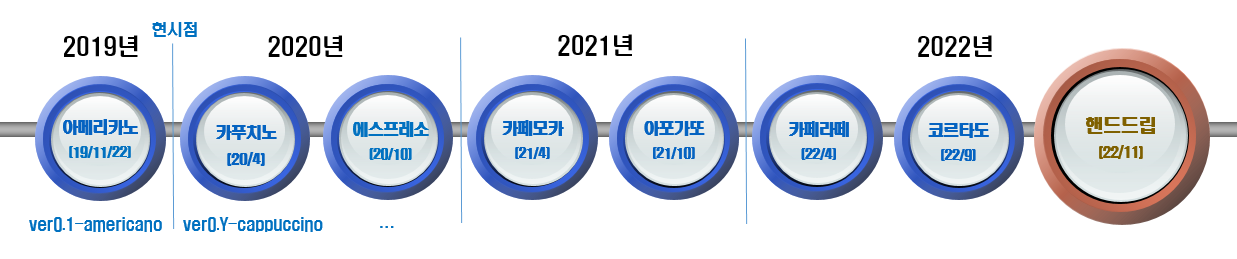 현시점
2019년
2020년
2021년
2022년
아메리카노
(19/11/22)
카푸치노
(20/4)
에스프레소
(20/10)
카페모카
(21/4)
아포가또
(21/10)
카페라떼
(22/4)
코르타도
(22/9)
핸드드립
(22/11)
ver0.1-americano
ver0.Y-cappuccino
...